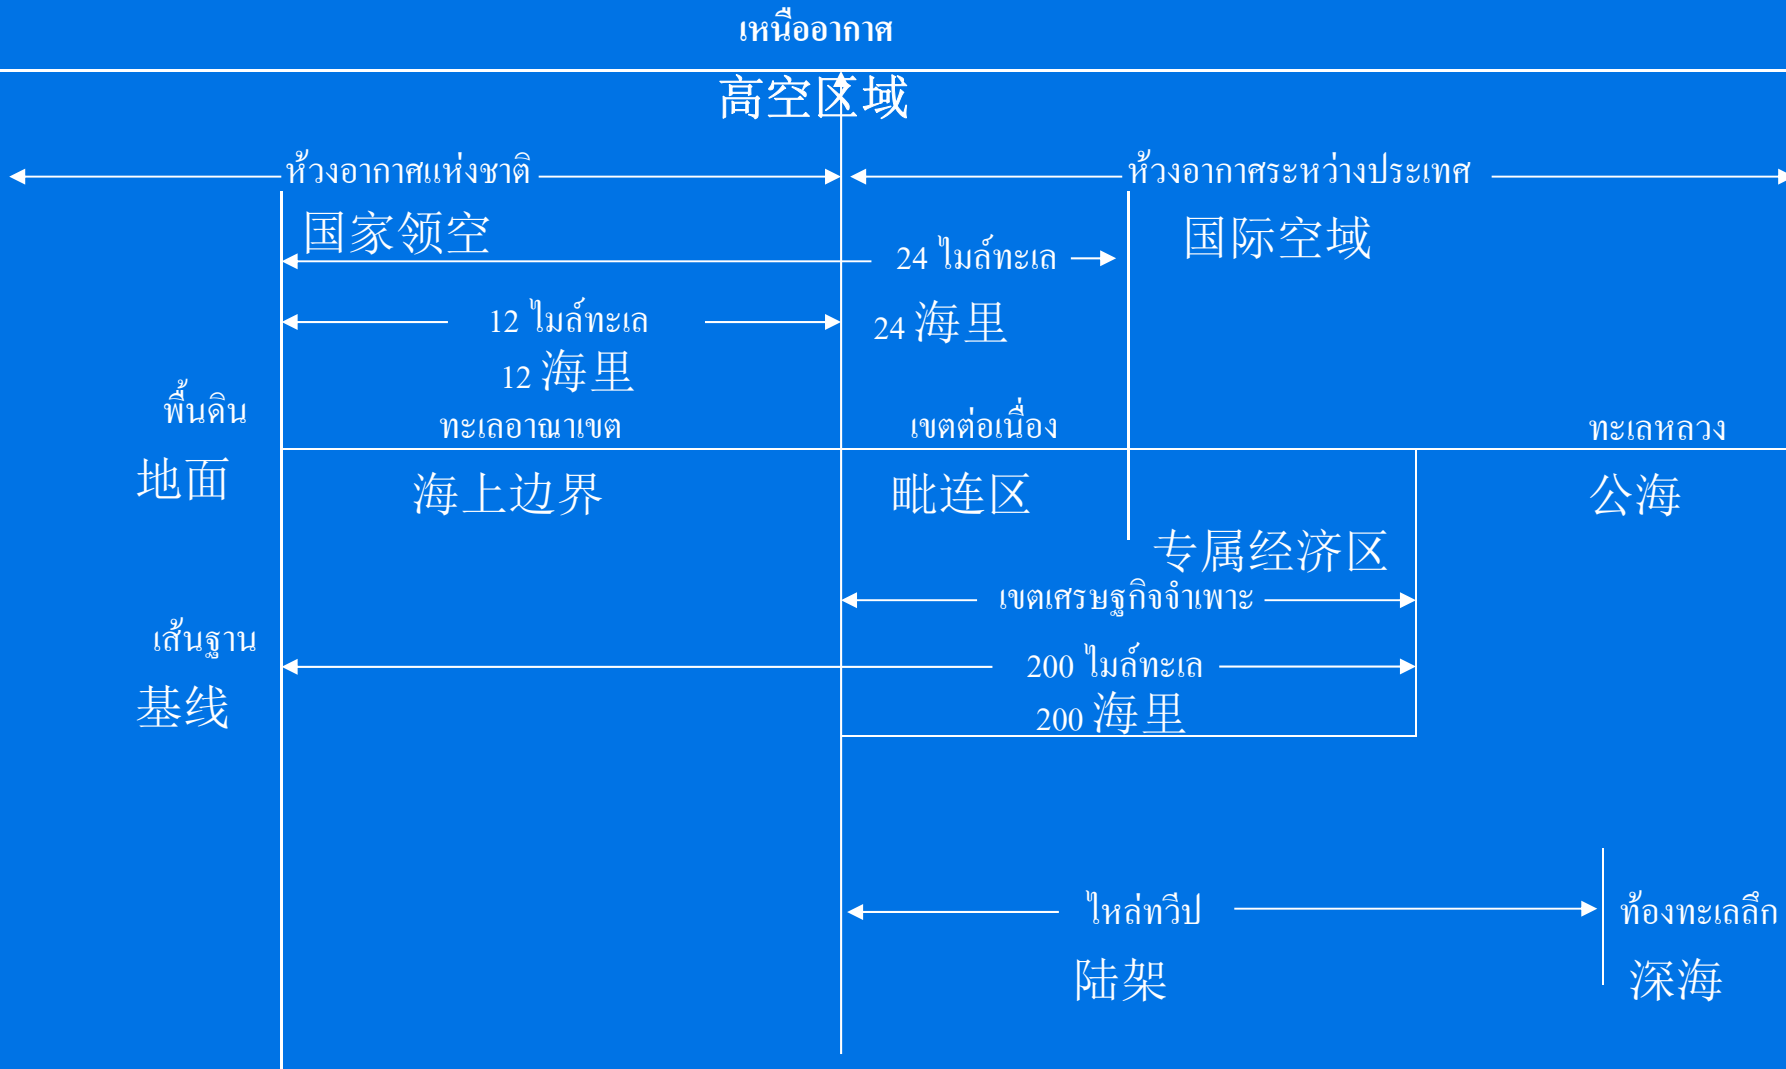 เหนืออากาศ
高空区域
ห้วงอากาศแห่งชาติ
ห้วงอากาศระหว่างประเทศ
国家领空
国际空域
24 ไมล์ทะเล
24 海里
12 ไมล์ทะเล
12 海里
พื้นดิน
地面
ทะเลอาณาเขต
เขตต่อเนื่อง
ทะเลหลวง
海上边界
毗连区
公海
专属经济区
เขตเศรษฐกิจจำเพาะ
เส้นฐาน
基线
200 ไมล์ทะเล
200 海里
ไหล่ทวีป
ท้องทะเลลึก
陆架
深海